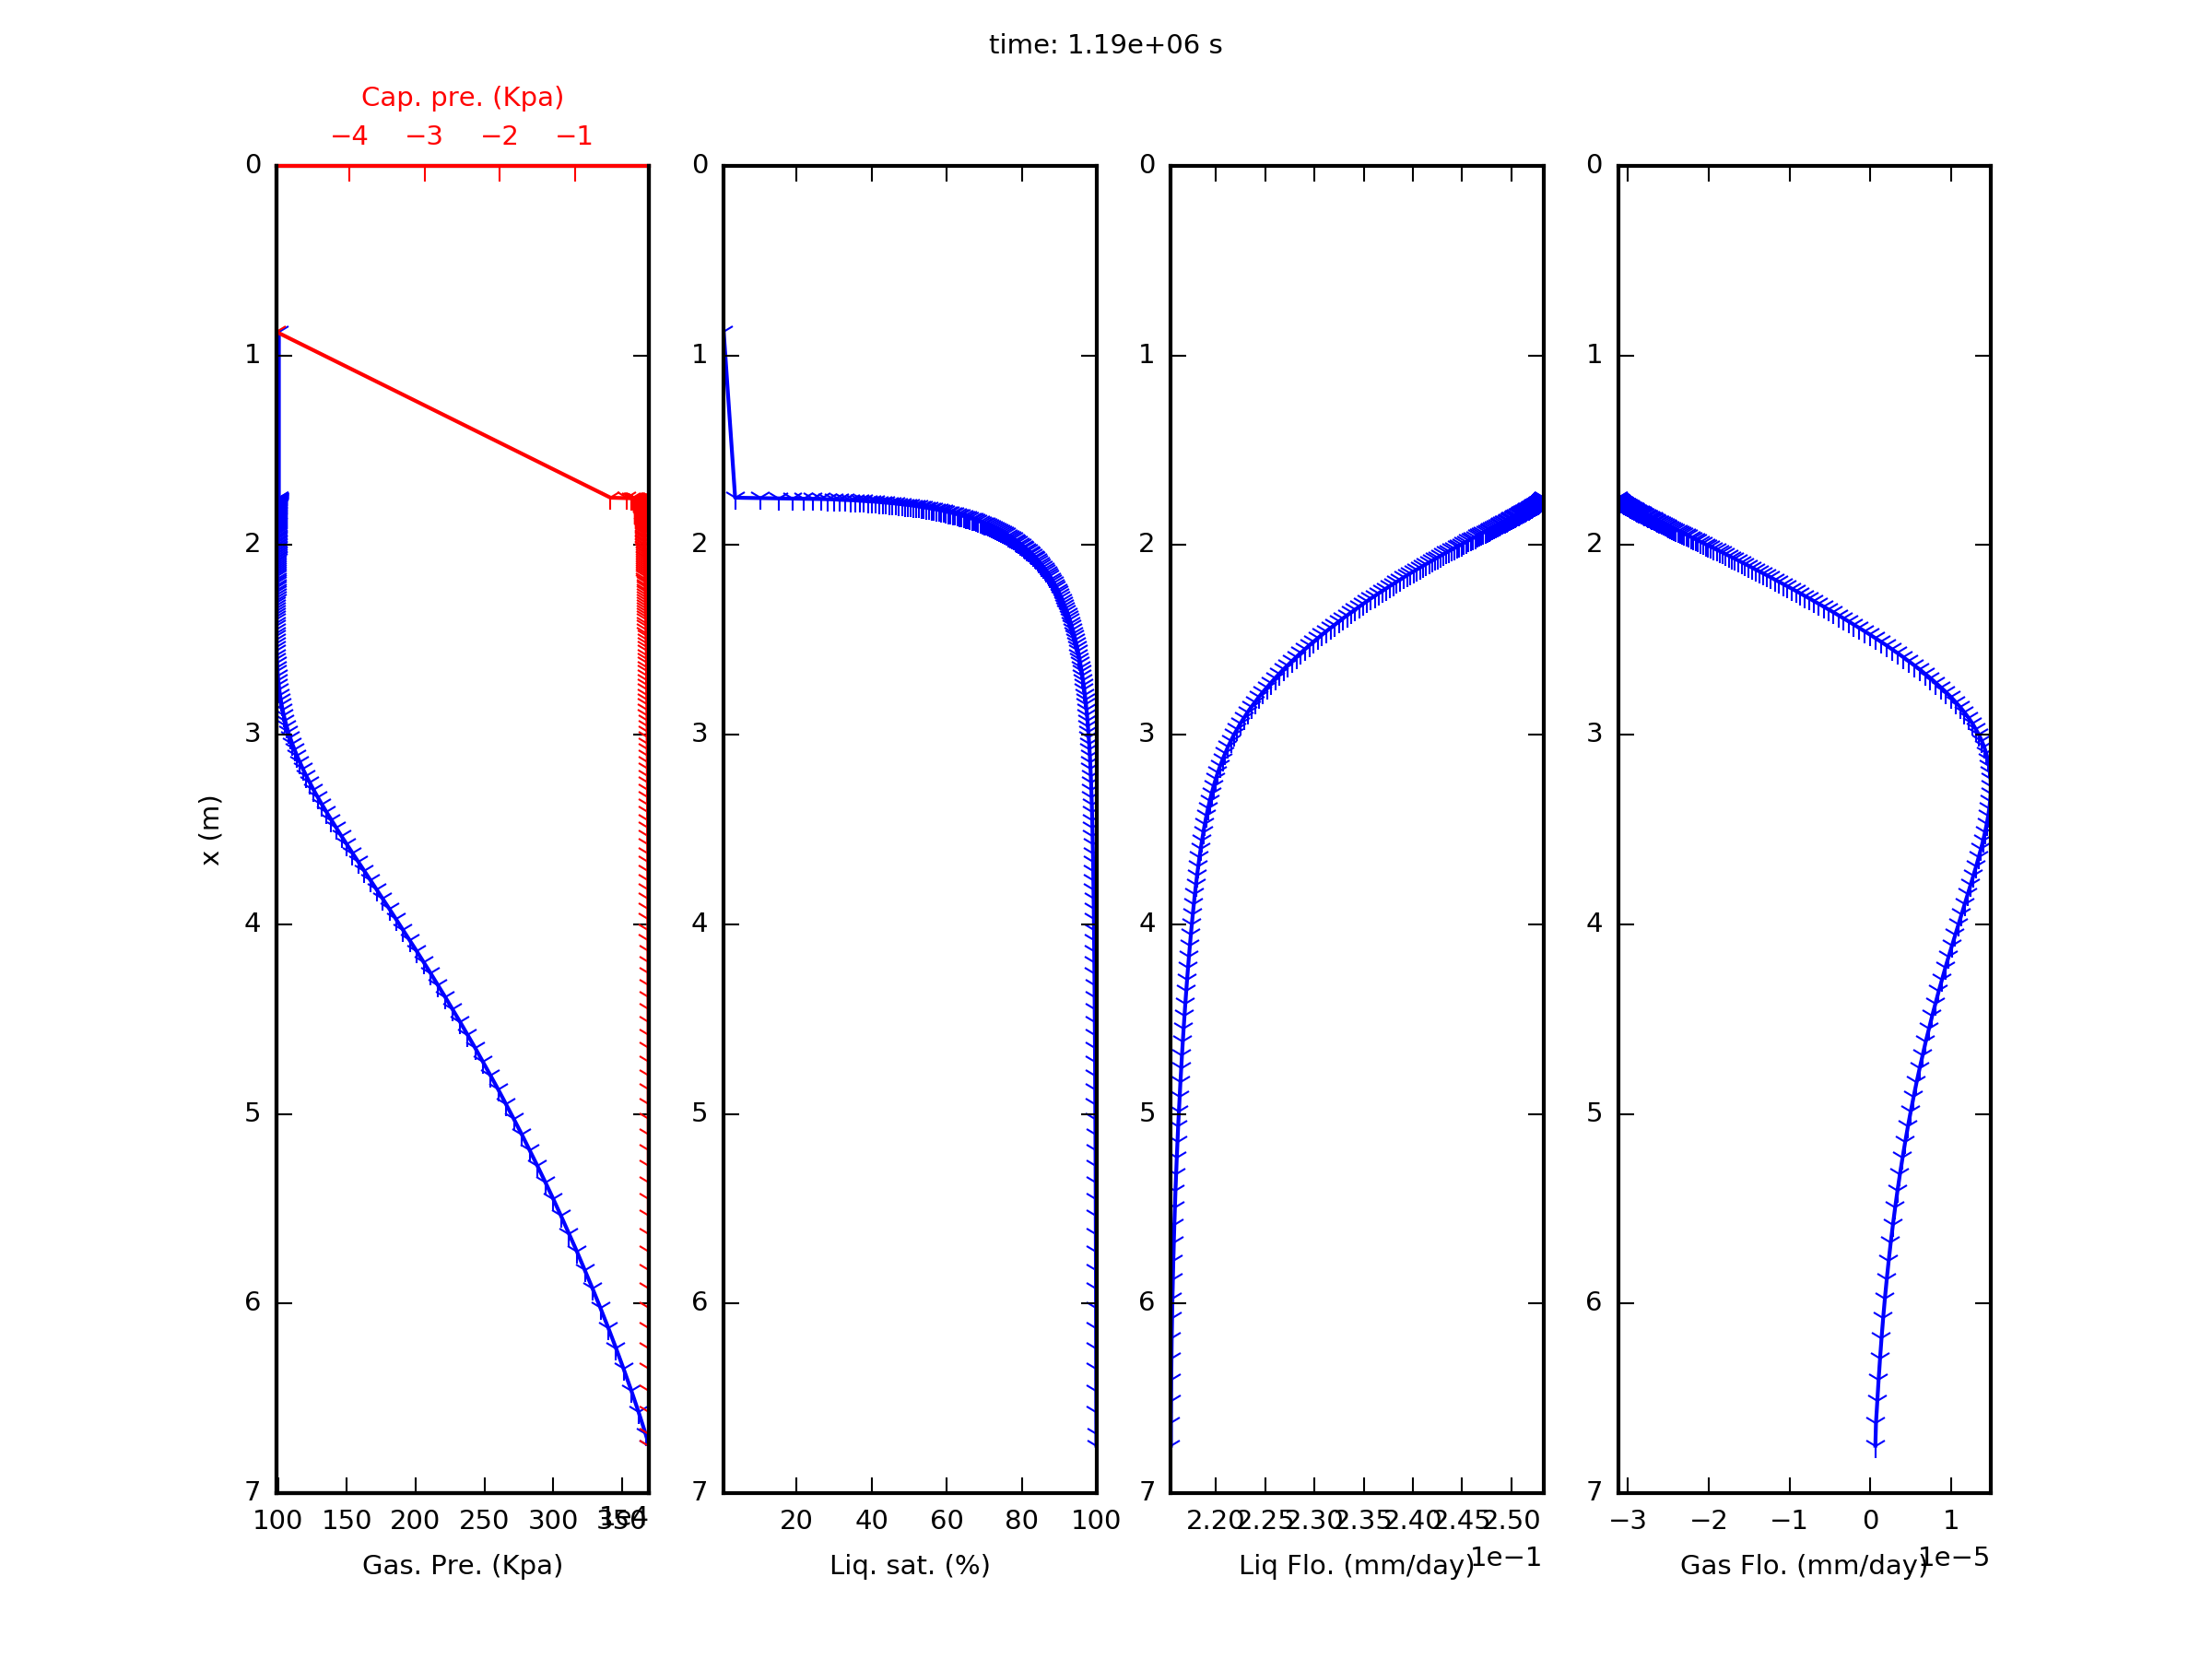 time: 1.19e+06 s
Cap. pre. (Kpa)
−4 −3 −2 −1
0 0 0 0
1 1 1 1
2 2 2 2
3 3 3 3
x (m)
4 4 4 4
5 5 5 5
6 6 6 6
7 7 7 7
100 150 200 250 300 350 1e4
20 40 60 80 100
2.20 2.25 2.30 2.35 2.40 2.45 2.50
−3 −2 −1 0 1
Gas. Pre. (Kpa)
Liq. sat. (%)
Liq Flo. (mm/day) 1e−1
Gas Flo. (mm/day) 1e−5